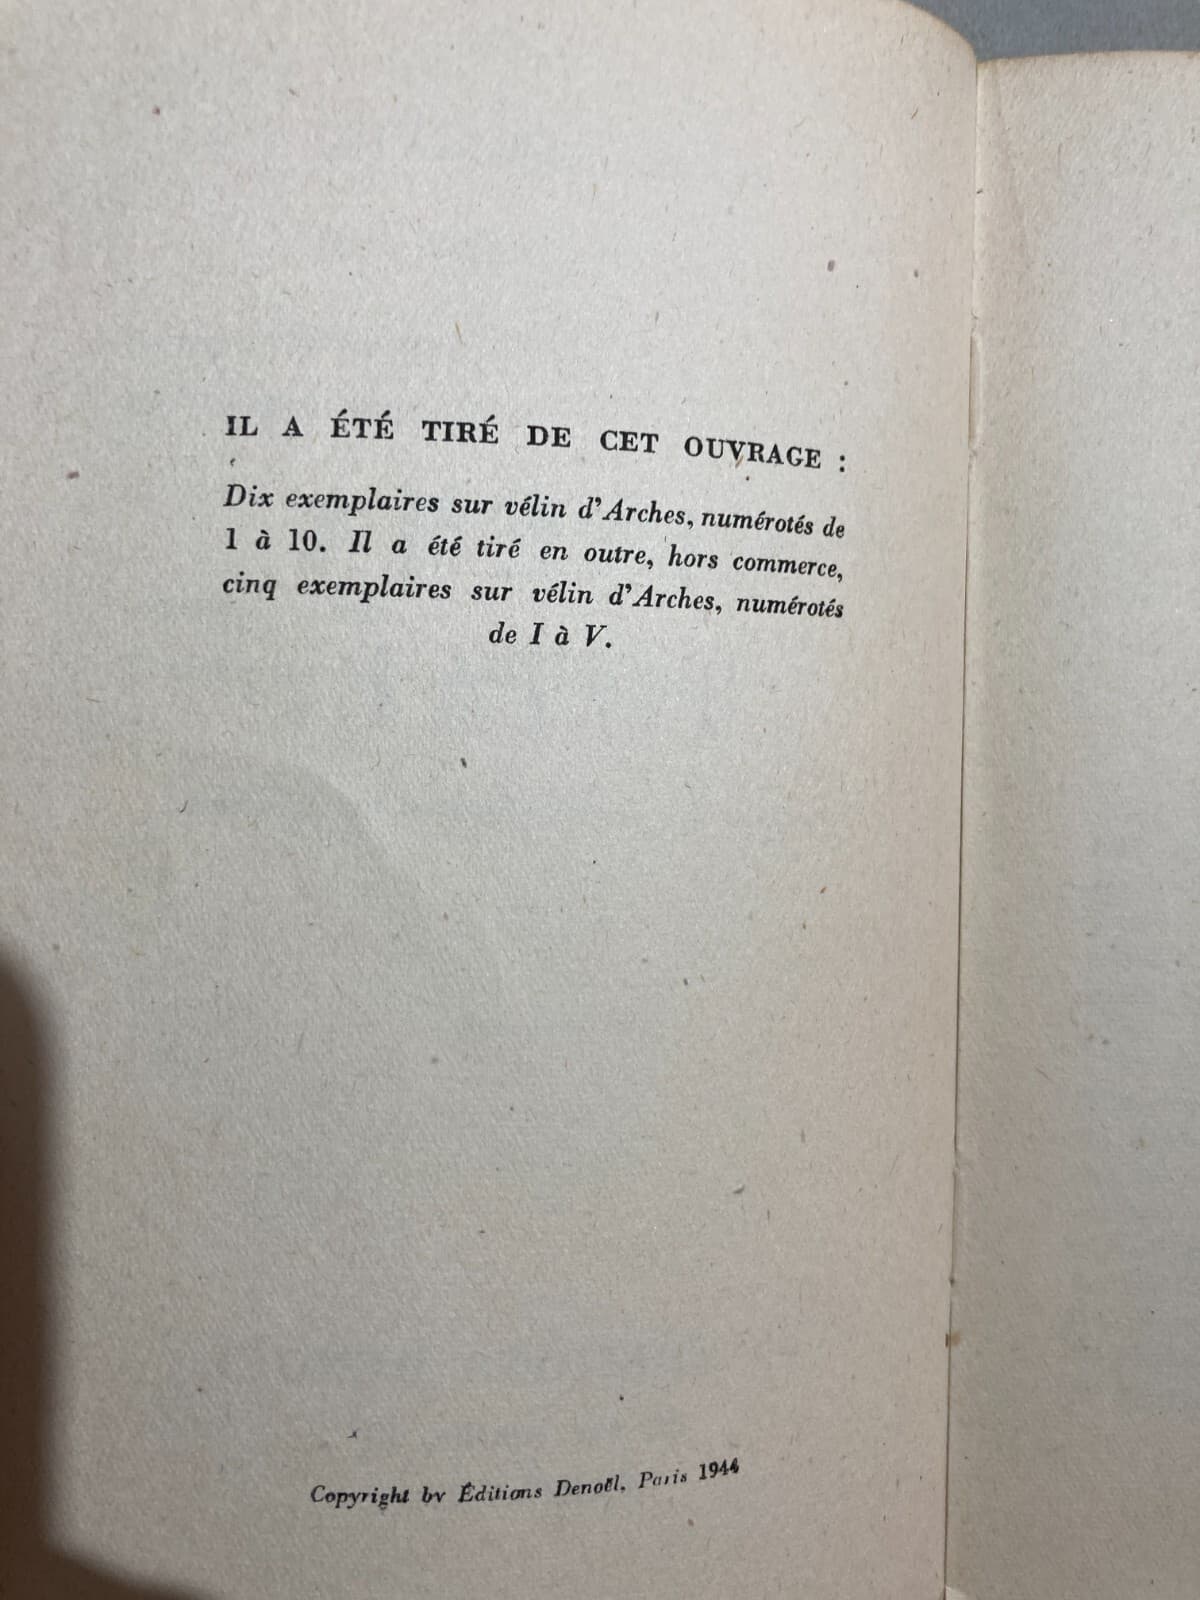 IL A ÉTÉ TIRÉ DE CET OUVRAGE :
Dix exemplaires sur vélin d'Arches, numérotés de
1 à 10. Il a été tiré en outre, hors commerce,
cinq exemplaires sur vélin d'Arches, numérotés
de I à V.
Copyright by Éditions Denoël, Paris 1944